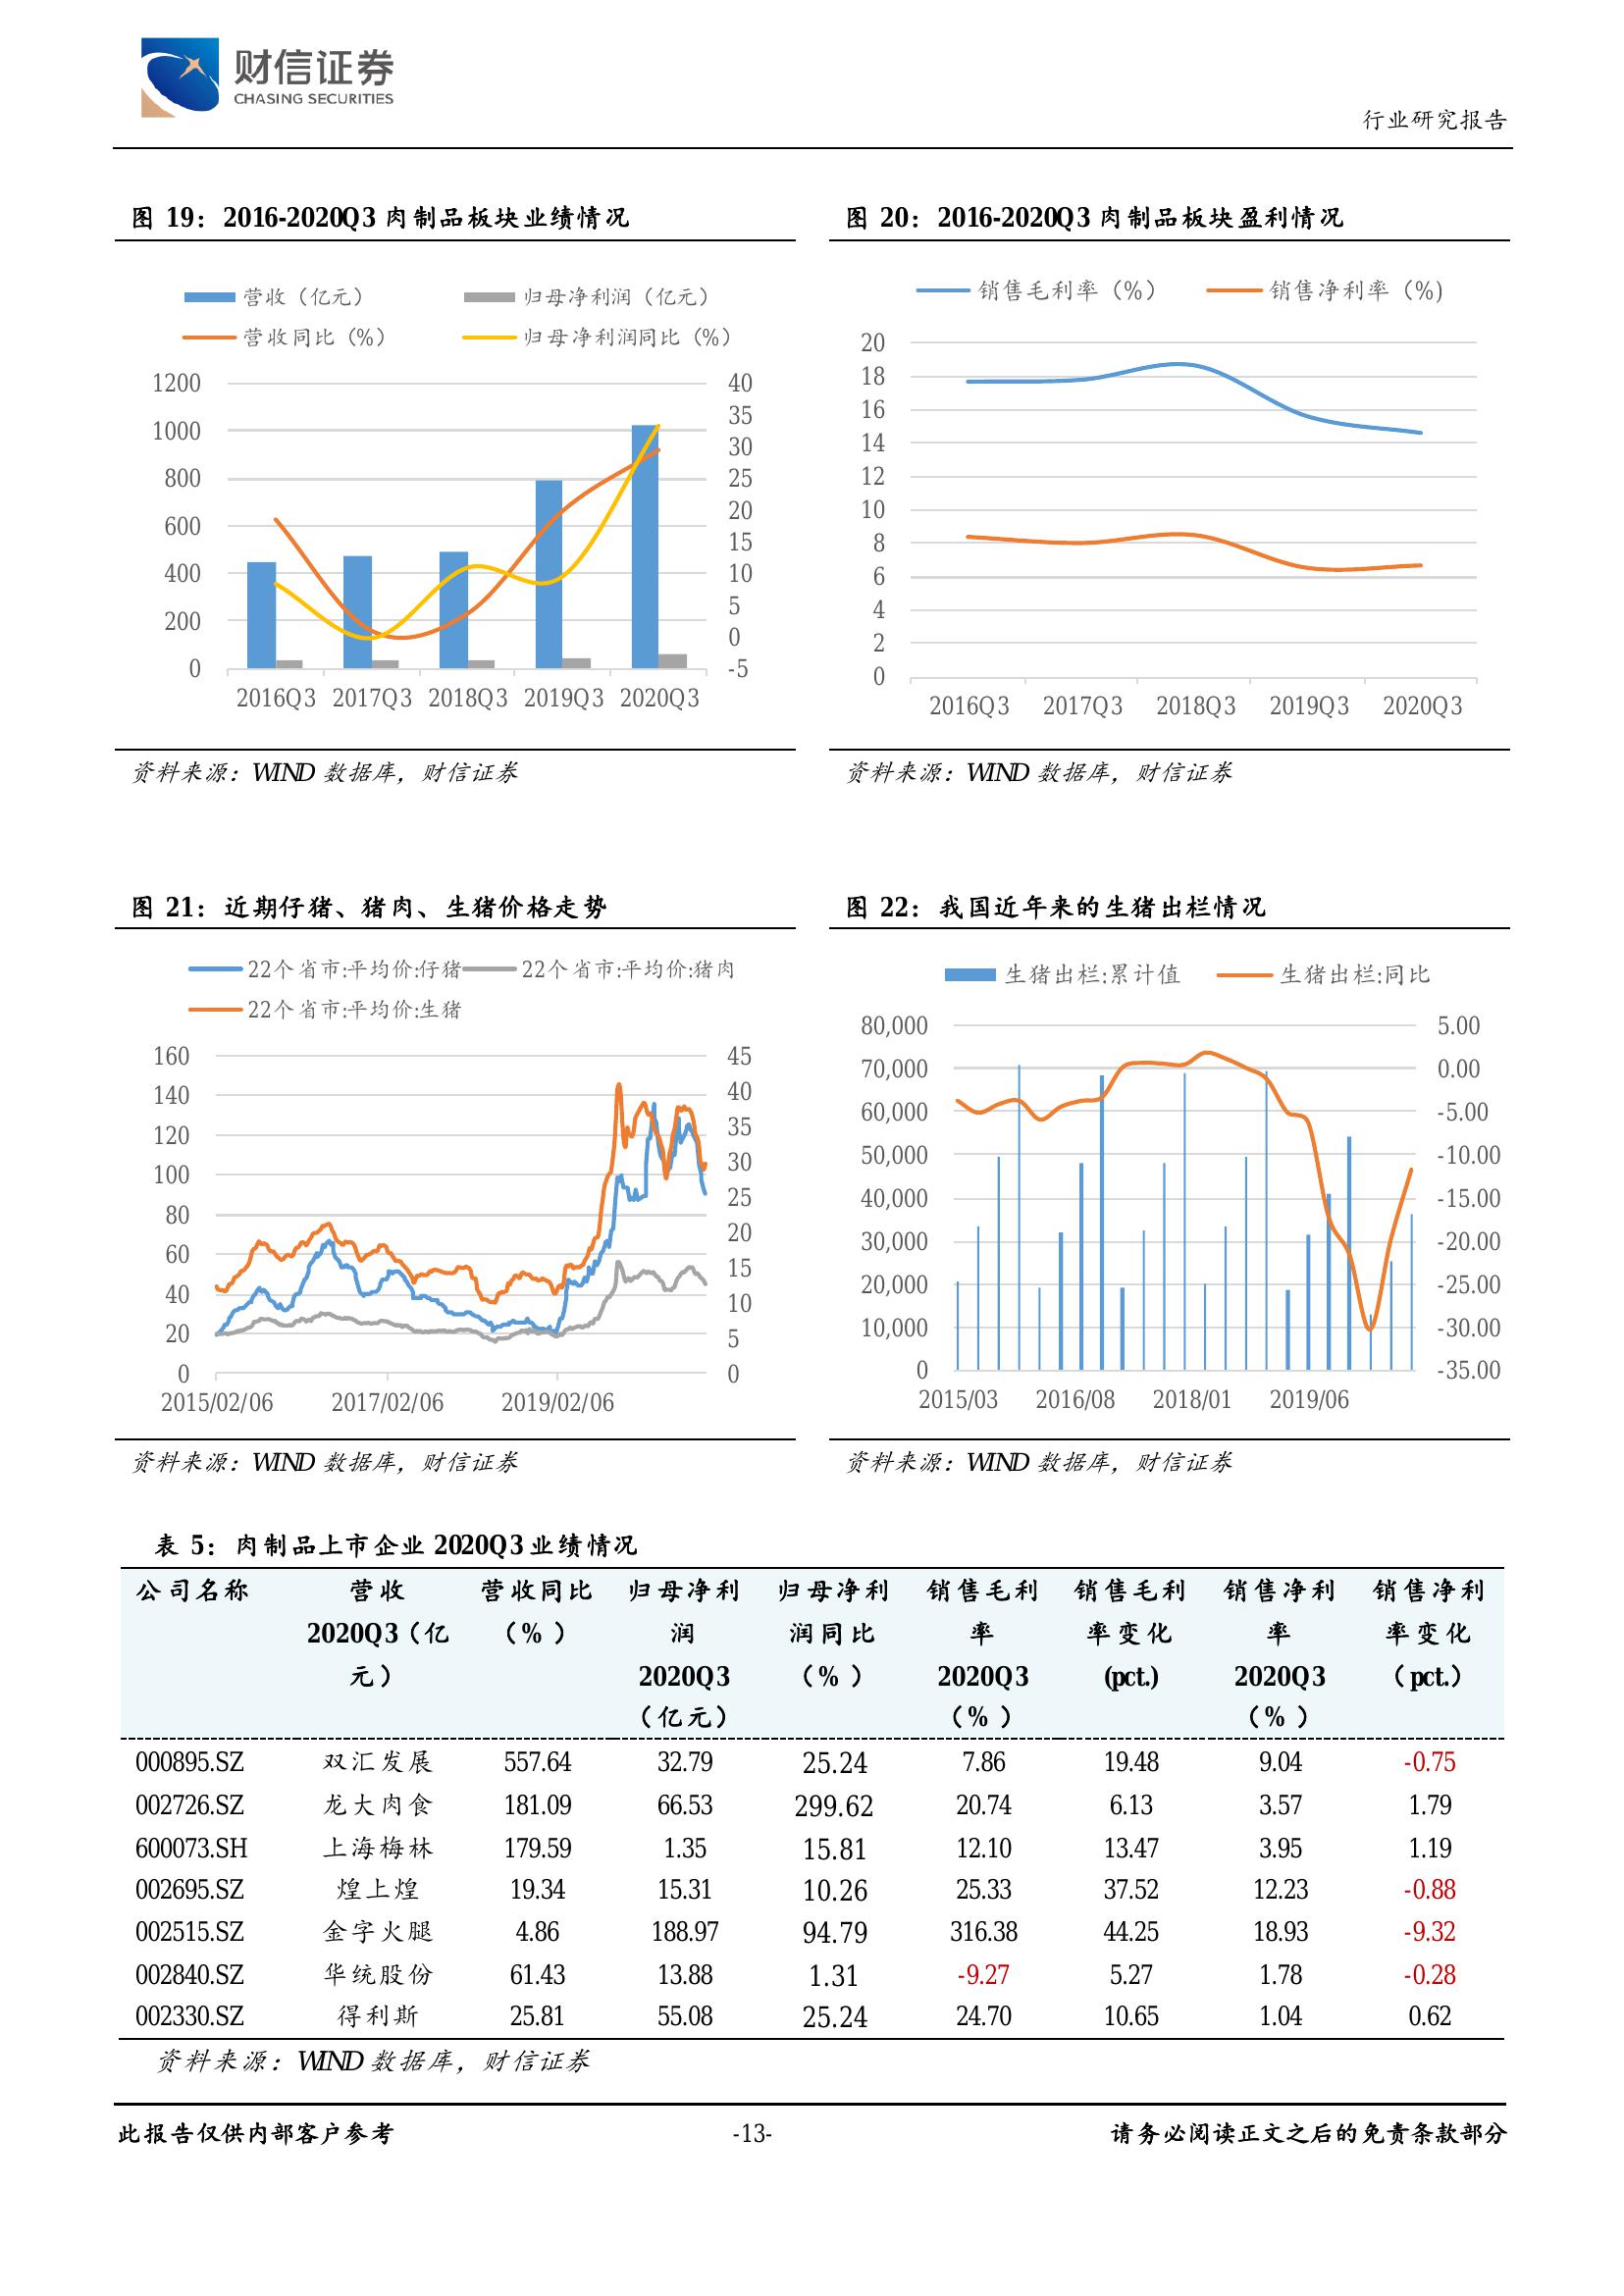 财信证券
CHASING SECURITIES
行业研究报告
图 19：2016-2020Q3 肉制品板块业绩情况
营收（亿元） 归母净利润（亿元）
营收同比（%） 归母净利润同比（%）
1200 40
35
1000 30
800 25
20
600 15
400 10
5
200 0
0 -5
2016Q3 2017Q3 2018Q3 2019Q3 2020Q3
资料来源：WIND 数据库，财信证券
图 20：2016-2020Q3 肉制品板块盈利情况
销售毛利率（%） 销售净利率（%）
20
18
16
14
12
10
8
6
4
2
0
2016Q3 2017Q3 2018Q3 2019Q3 2020Q3
资料来源：WIND 数据库，财信证券
图 21：近期仔猪、猪肉、生猪价格走势
22个省市:平均价:仔猪 22个省市:平均价:猪肉
22个省市:平均价:生猪
160 45
140 40
120 35
100 30
80 25
60 20
40 15
20 10
0 5
0
2015/02/06 2017/02/06 2019/02/06
资料来源：WIND 数据库，财信证券
图 22：我国近年来的生猪出栏情况
生猪出栏:累计值 生猪出栏:同比
80,000 5.00
70,000 0.00
60,000 -5.00
50,000 -10.00
40,000 -15.00
30,000 -20.00
20,000 -25.00
10,000 -30.00
0 -35.00
2015/03 2016/08 2018/01 2019/06
资料来源：WIND 数据库，财信证券
表 5：肉制品上市企业 2020Q3 业绩情况
公司名称 营收 营收同比 归母净利 归母净利 销售毛利 销售毛利 销售净利 销售净利
2020Q3（亿 （%） 润 润同比 率 率变化 率 率变化
元） 2020Q3 （%） 2020Q3 (pct.) 2020Q3 （pct.）
（亿元） （%） （%）
000895.SZ 双汇发展 557.64 32.79 25.24 7.86 19.48 9.04 -0.75
002726.SZ 龙大肉食 181.09 66.53 299.62 20.74 6.13 3.57 1.79
600073.SH 上海梅林 179.59 1.35 15.81 12.10 13.47 3.95 1.19
002695.SZ 煌上煌 19.34 15.31 10.26 25.33 37.52 12.23 -0.88
002515.SZ 金字火腿 4.86 188.97 94.79 316.38 44.25 18.93 -9.32
002840.SZ 华统股份 61.43 13.88 1.31 -9.27 5.27 1.78 -0.28
002330.SZ 得利斯 25.81 55.08 25.24 24.70 10.65 1.04 0.62
资料来源：WIND 数据库，财信证券
此报告仅供内部客户参考 -13- 请务必阅读正文之后的免责条款部分